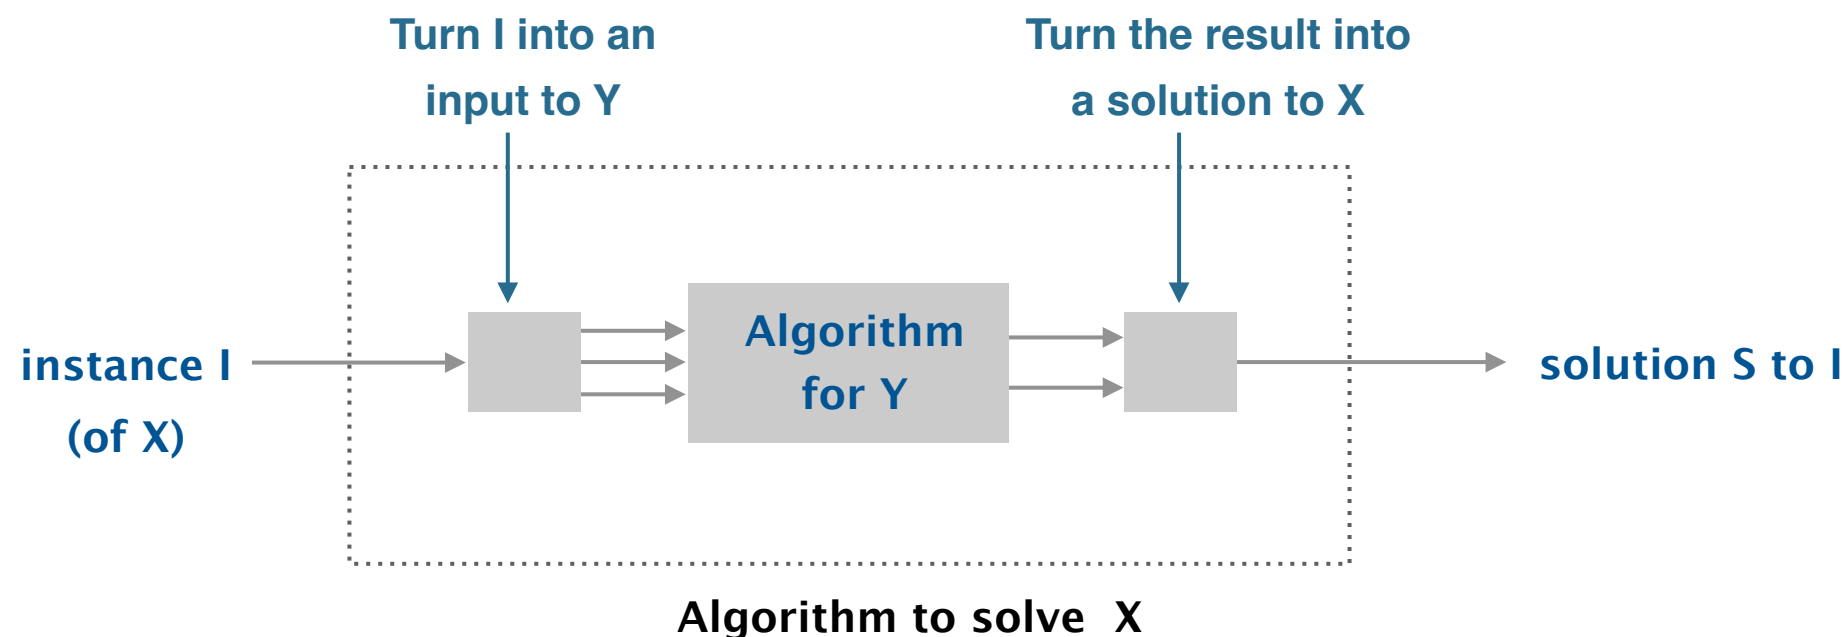 Turn I into an
input to Y
Turn the result into
a solution to X
instance I
(of X)
Algorithm
for Y
solution S to I
Algorithm to solve X